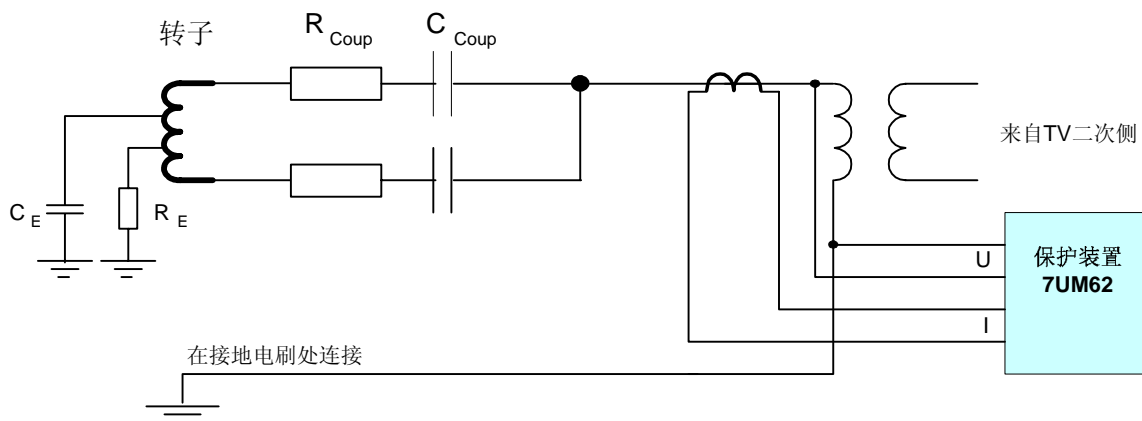 转子
R Coup
C Coup
来自TV二次侧
C E
R E
U
保护装置
7UM62
I
在接地电刷处连接